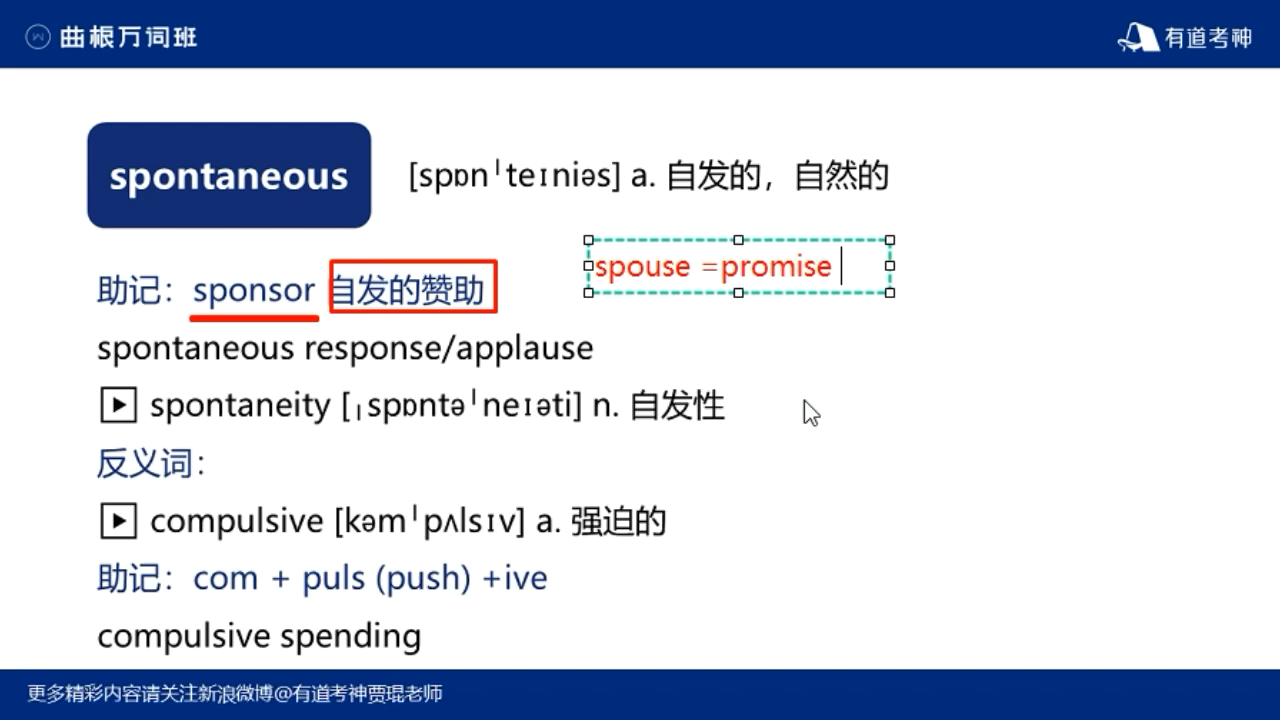 曲根万词班
有道考神
spontaneous
[spɒnˈteɪniəs] a. 自发的，自然的
spouse =promise
助记：sponsor 自发的赞助
spontaneous response/applause
spontaneity [ˌspɒntəˈneɪəti] n. 自发性
反义词：
compulsive [kəmˈpʌlsɪv] a. 强迫的
助记：com + puls (push) +ive
compulsive spending
更多精彩内容请关注新浪微博@有道考神贾琨老师